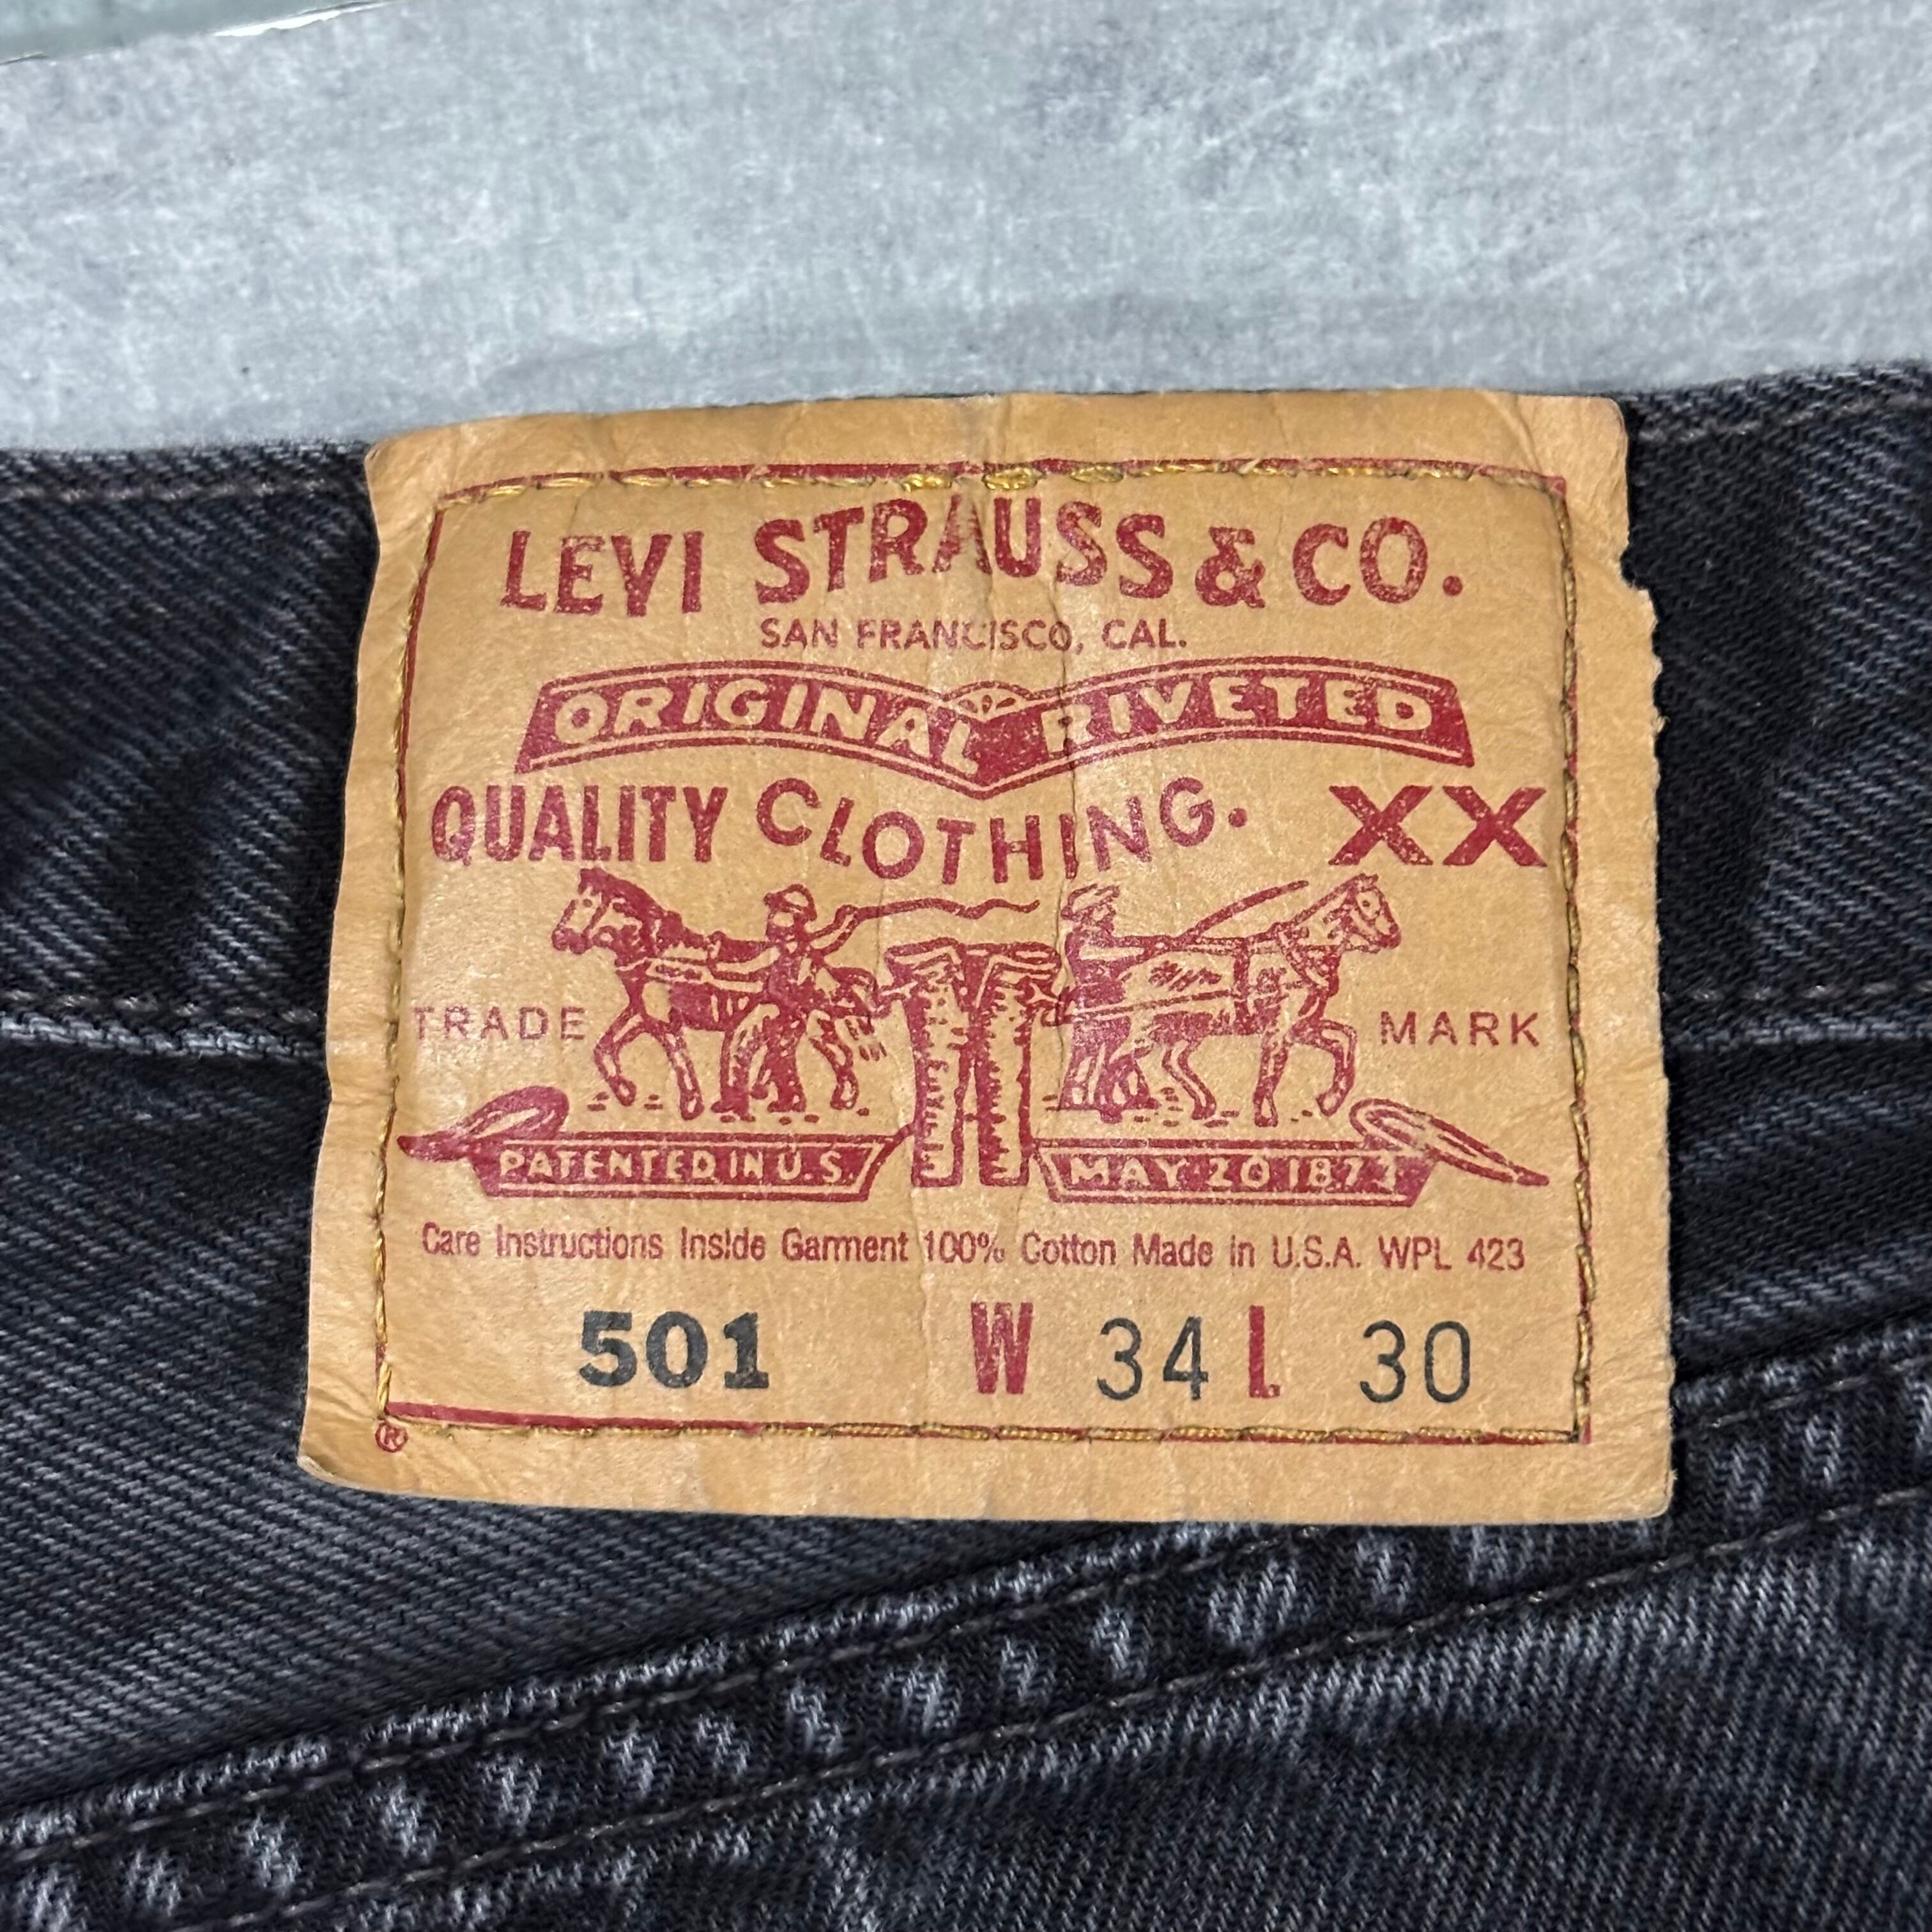 LEVI STRAUSS & CO.
SAN FRANCISCO, CAL.
ORIGINAL RIVETED
QUALITY CLOTHING. XX
TRADE MARK
PATENTED IN U.S. MAY 20 1873
Care Instructions Inside Garment 100% Cotton Made in U.S.A. WPL 423
501 W 34 L 30
®